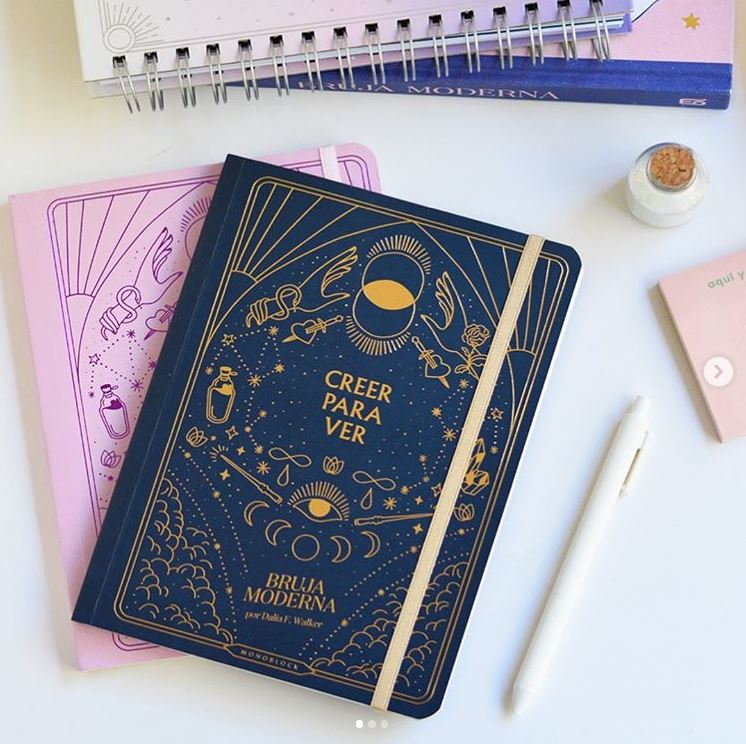 BRUJA MODERNA
aquí y
CREER
PARA
VER
BRUJA
MODERNA
por Dalia F. Walker
MONOBLOCK